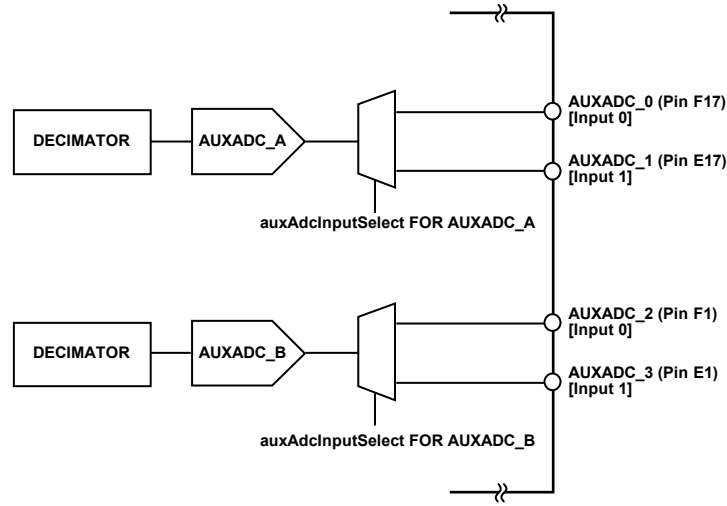 AUXADC_0 (Pin F17)
[Input 0]
DECIMATOR
AUXADC_A
AUXADC_1 (Pin E17)
[Input 1]
auxAdcInputSelect FOR AUXADC_A
AUXADC_2 (Pin F1)
[Input 0]
DECIMATOR
AUXADC_B
AUXADC_3 (Pin E1)
[Input 1]
auxAdcInputSelect FOR AUXADC_B